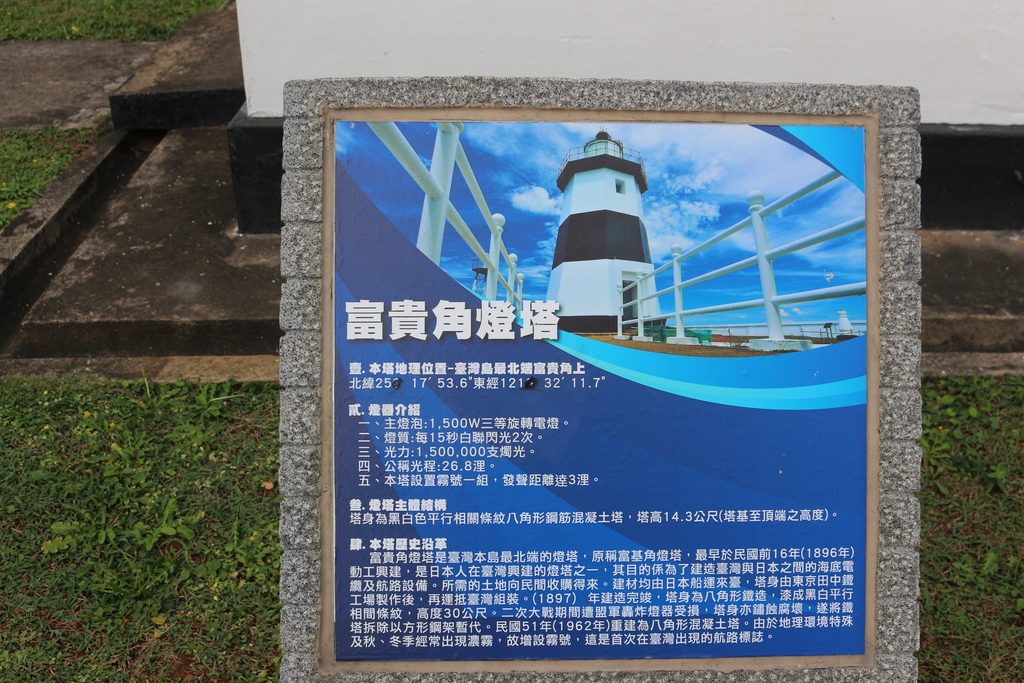 富貴角燈塔
壹. 本塔地理位置-臺灣島最北端富貴角上
北緯25 17′ 53.6"東經121 32′ 11.7"
貳. 燈器介紹
一、主燈泡:1,500W三等旋轉電燈。
二、燈質:每15秒白聯閃光2次。
三、光力:1,500,000支燭光。
四、公稱光程:26.8浬。
五、本塔設置霧號一組，發聲距離達3浬。
叁. 燈塔主體結構
塔身為黑白色平行相間條紋八角形鋼筋混凝土塔，塔高14.3公尺(塔基至頂端之高度)。
肆. 本塔歷史沿革
富貴角燈塔是臺灣本島最北端的燈塔，原稱富基角燈塔，最早於民國前16年(1896年)
動工興建，是日本人在臺灣興建的燈塔之一，其目的係為了建造臺灣與日本之間的海底電
纜及航路設備。所需的土地向民間收購得來。建材均由日本船運來臺，塔身由東京田中鐵
工場製作後，再運抵臺灣組裝。(1897) 年建造完竣，塔身為八角形鐵造，漆成黑白平行
相間條紋，高度30公尺。二次大戰期間遭盟軍轟炸燈器受損，塔身亦鏽蝕腐壞，遂將鐵
塔拆除以方形鋼架暫代。民國51年(1962年)重建為八角形混凝土塔。由於地理環境特殊
及秋、冬季經常出現濃霧，故增設霧號，這是首次在臺灣出現的航路標誌。